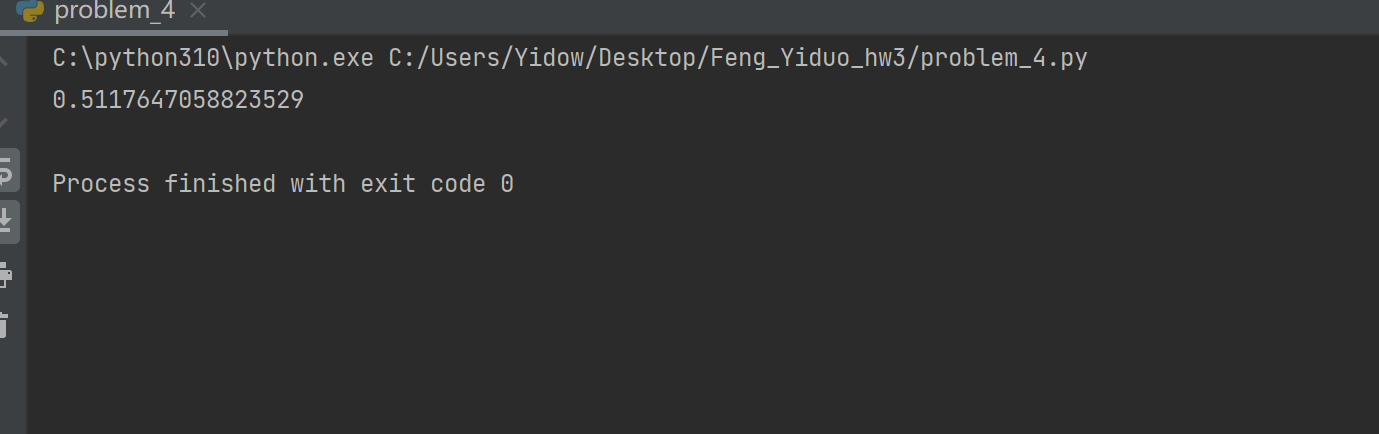 problem_4
C:\python310\python.exe C:/Users/Yidow/Desktop/Feng_Yiduo_hw3/problem_4.py
0.5117647058823529
Process finished with exit code 0